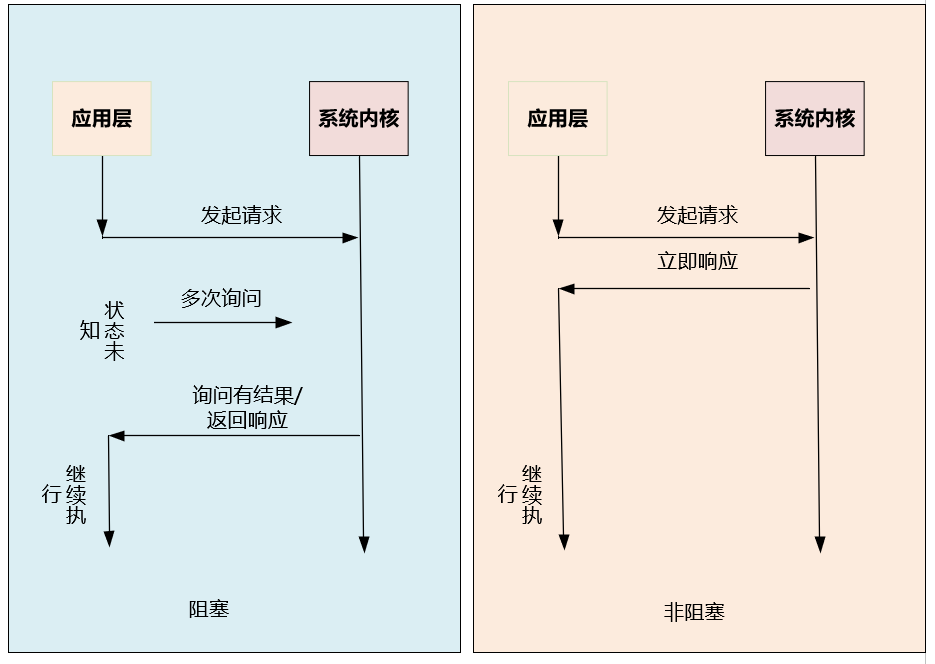 应用层
系统内核
发起请求
多次询问
状态未
知
询问有结果/
返回响应
继续执
行
阻塞
应用层
系统内核
发起请求
立即响应
继续执
行
非阻塞